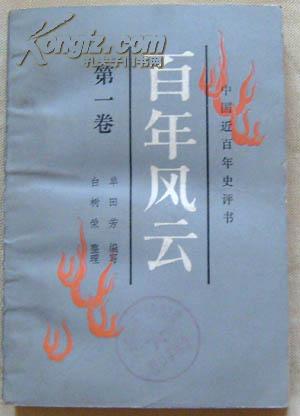 Kongfz.com
孔夫子旧书网
中国近百年史评书
百年风云
第一卷
单田芳 编写
白树荣 整理